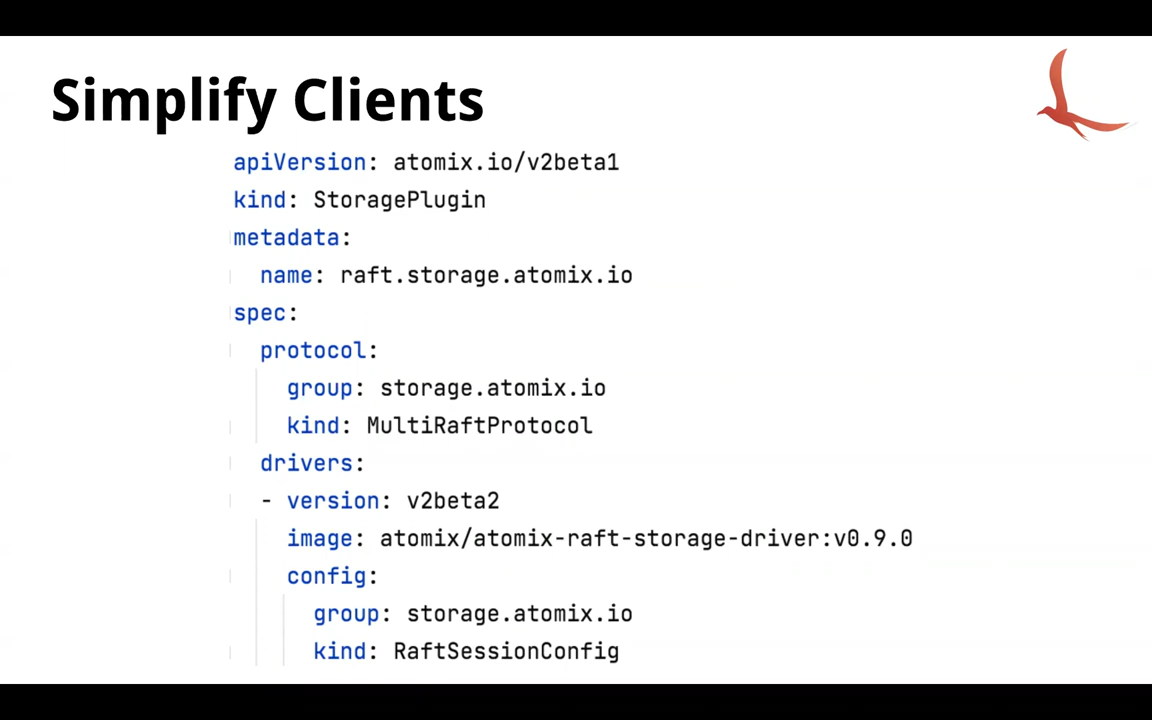 Simplify Clients
apiVersion: atomix.io/v2beta1
kind: StoragePlugin
metadata:
  name: raft.storage.atomix.io
spec:
  protocol:
    group: storage.atomix.io
    kind: MultiRaftProtocol
  drivers:
  - version: v2beta2
    image: atomix/atomix-raft-storage-driver:v0.9.0
    config:
      group: storage.atomix.io
      kind: RaftSessionConfig